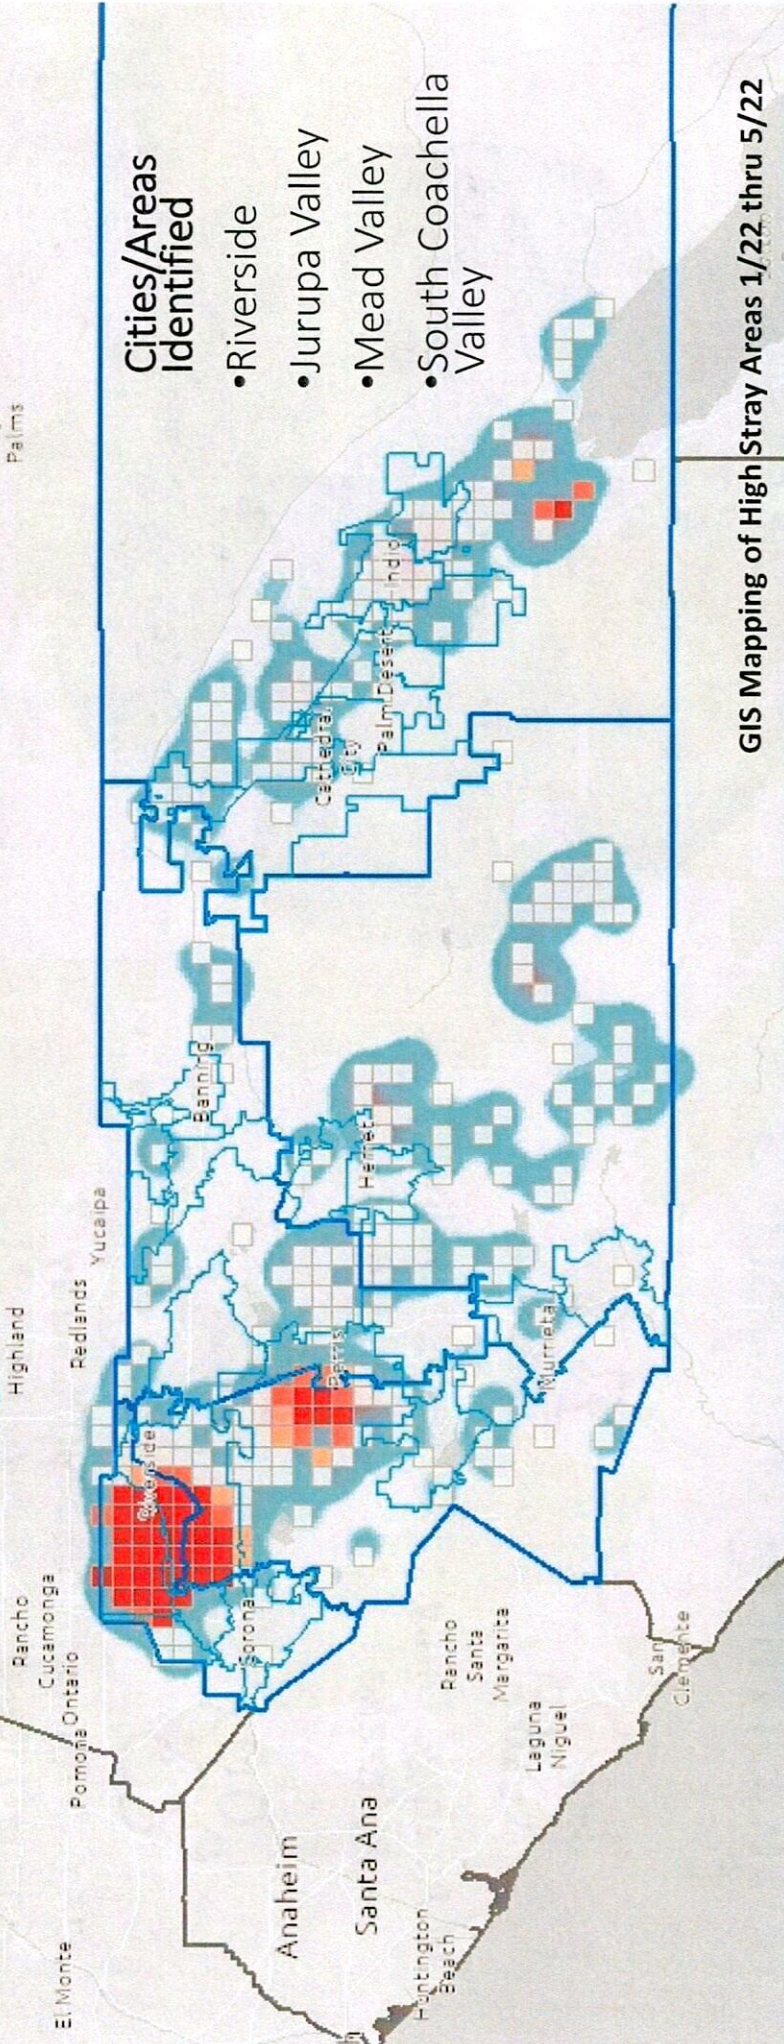 Cities/Areas
Identified
•Riverside
•Jurupa Valley
•Mead Valley
•South Coachella
Valley
GIS Mapping of High Stray Areas 1/22 thru 5/22
Palms
Highland
Redlands
Yucaipa
Rancho
Cucamonga
Ontario
Pomona
El Monte
Riverside
Corona
Perris
Banning
Hemet
Murrieta
Cathedral
City
Palm Desert
Indio
Anaheim
Santa Ana
Huntington
Beach
Rancho
Santa
Margarita
Laguna
Niguel
San
Clemente